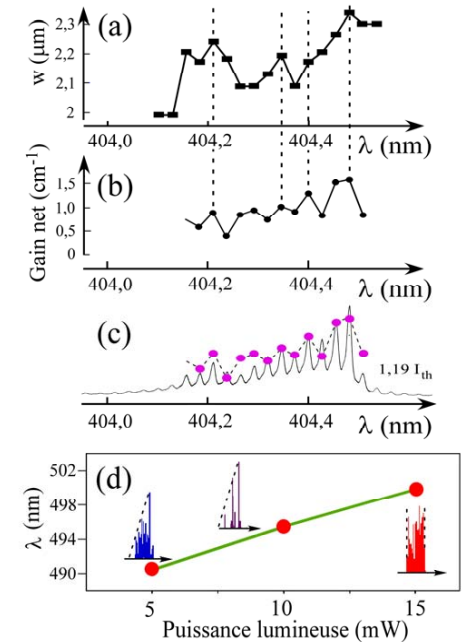 (a)
w (μm)
2,3
2,2
2,1
2
404,0 404,2 404,4 λ (nm)
(b)
Gain net (cm⁻¹)
1,5
1,0
0,5
0
404,0 404,2 404,4 λ (nm)
(c)
1,19 I_th
404,0 404,2 404,4 λ (nm)
(d)
λ (nm)
502
498
494
490
5 10 15
Puissance lumineuse (mW)